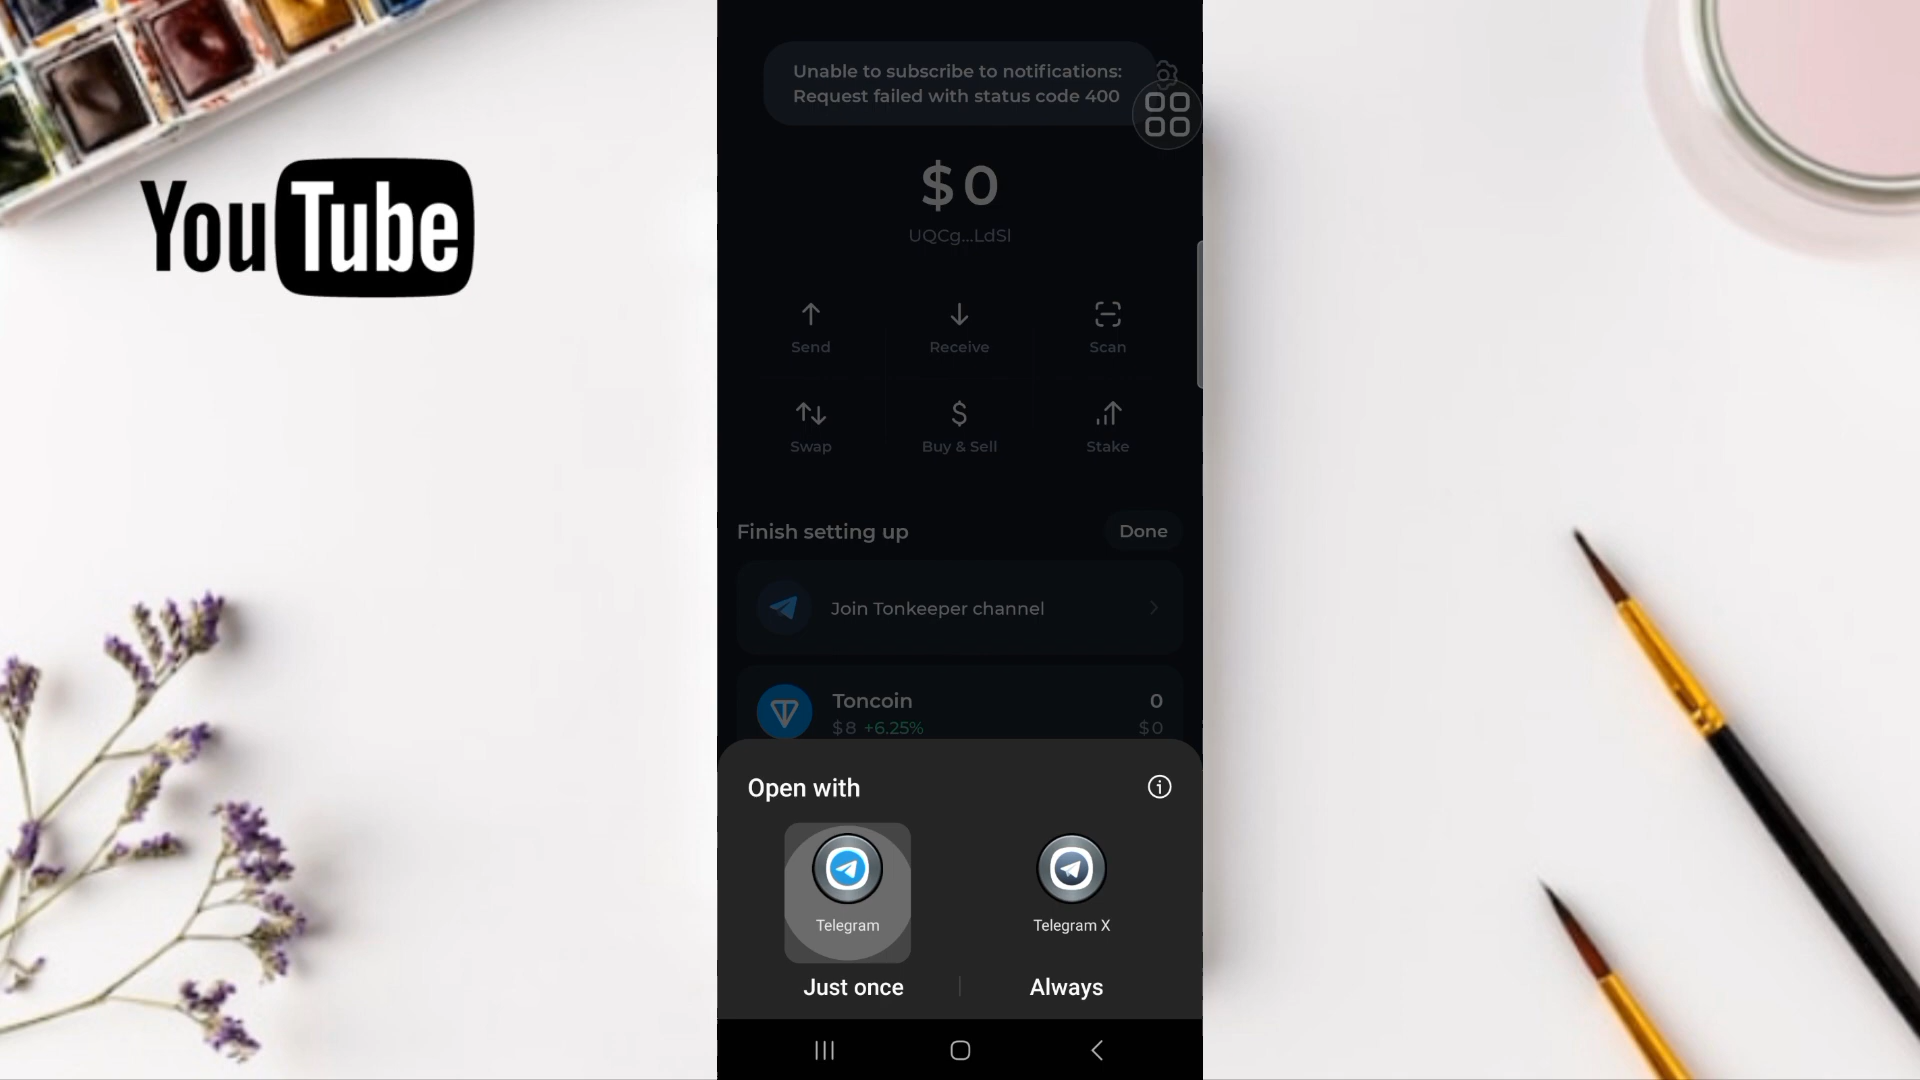 YouTube
Unable to subscribe to notifications:
Request failed with status code 400
$0
UQCg...LdSl
Send
Receive
Scan
Swap
Buy & Sell
Stake
Finish setting up
Done
Join Tonkeeper channel
Toncoin
0
$8 +6.25%
$0
Open with
Telegram
Telegram X
Just once
Always